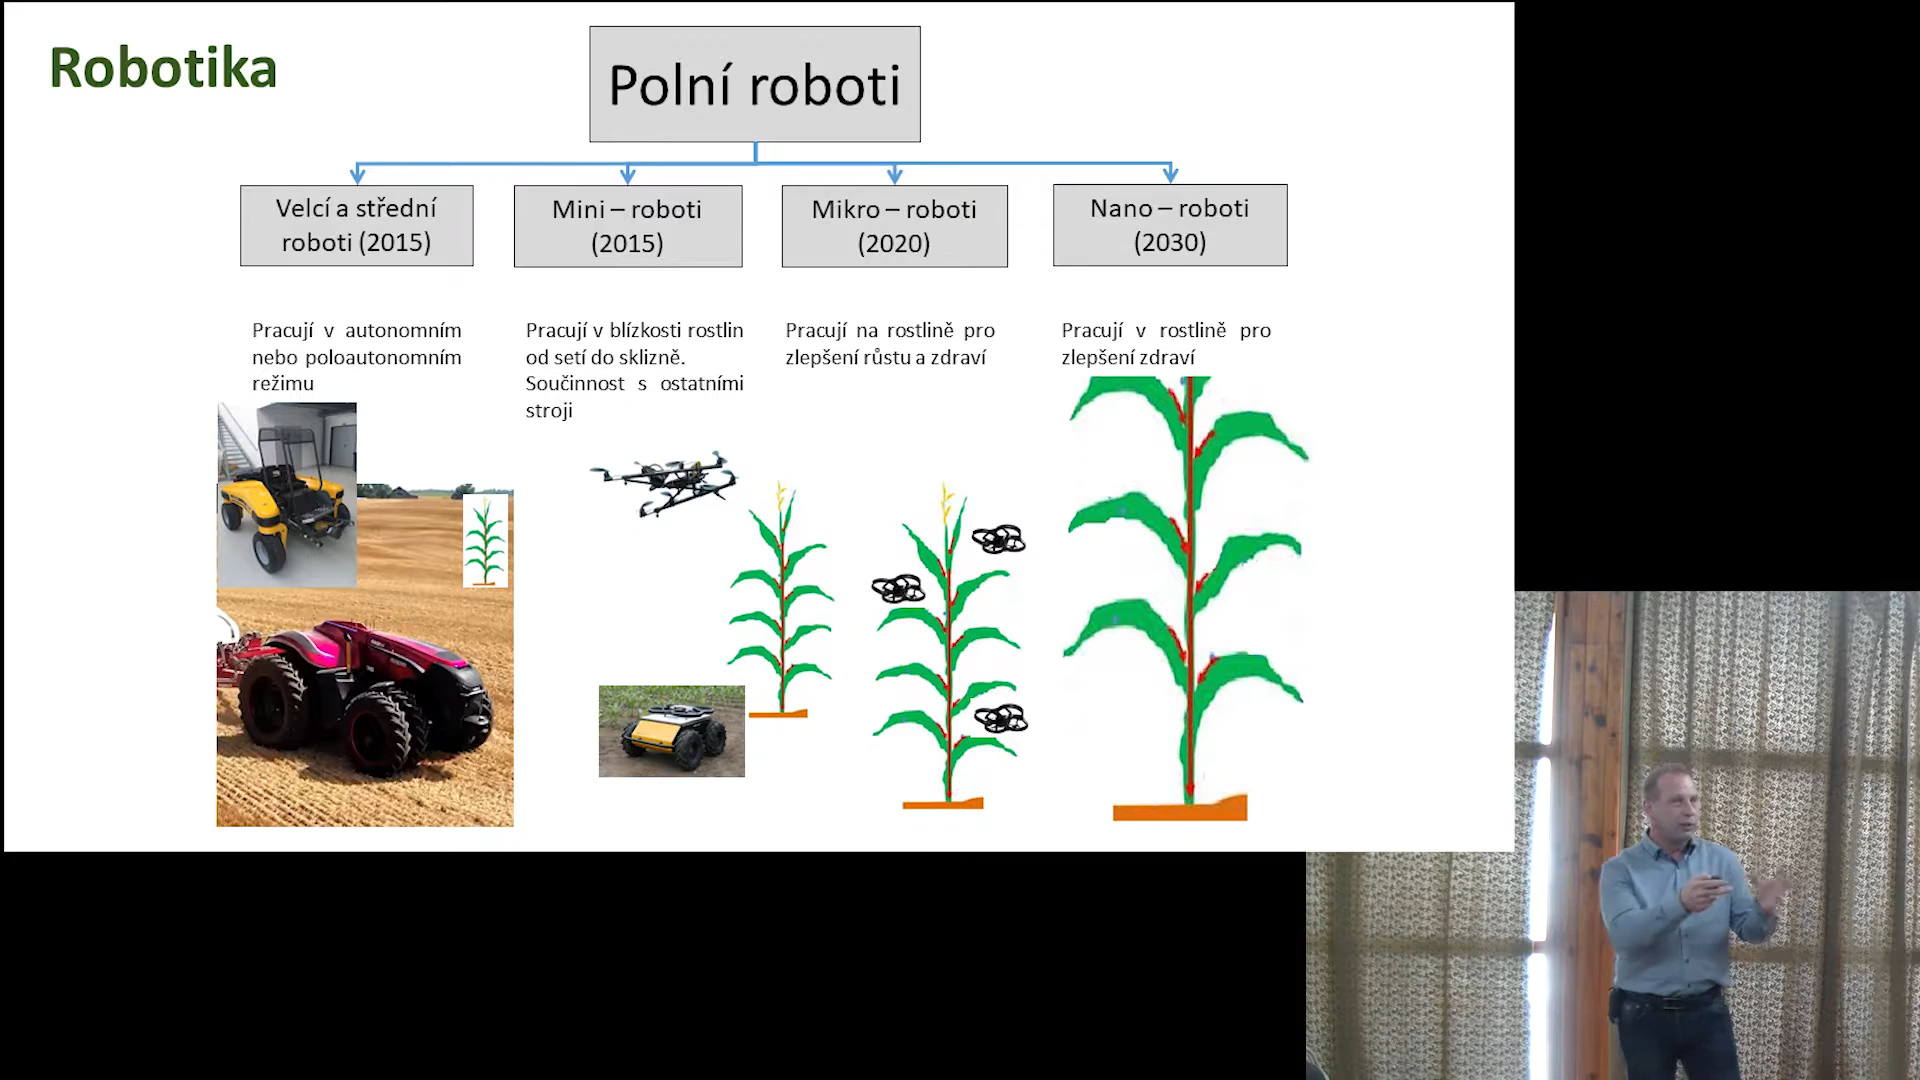 Robotika
Polní roboti
Velcí a střední
roboti (2015)
Mini – roboti
(2015)
Mikro – roboti
(2020)
Nano – roboti
(2030)
Pracují v autonomním
nebo poloautonomním
režimu
Pracují v blízkosti rostlin
od setí do sklizně.
Součinnost s ostatními
stroji
Pracují na rostlině pro
zlepšení růstu a zdraví
Pracují v rostlině pro
zlepšení zdraví